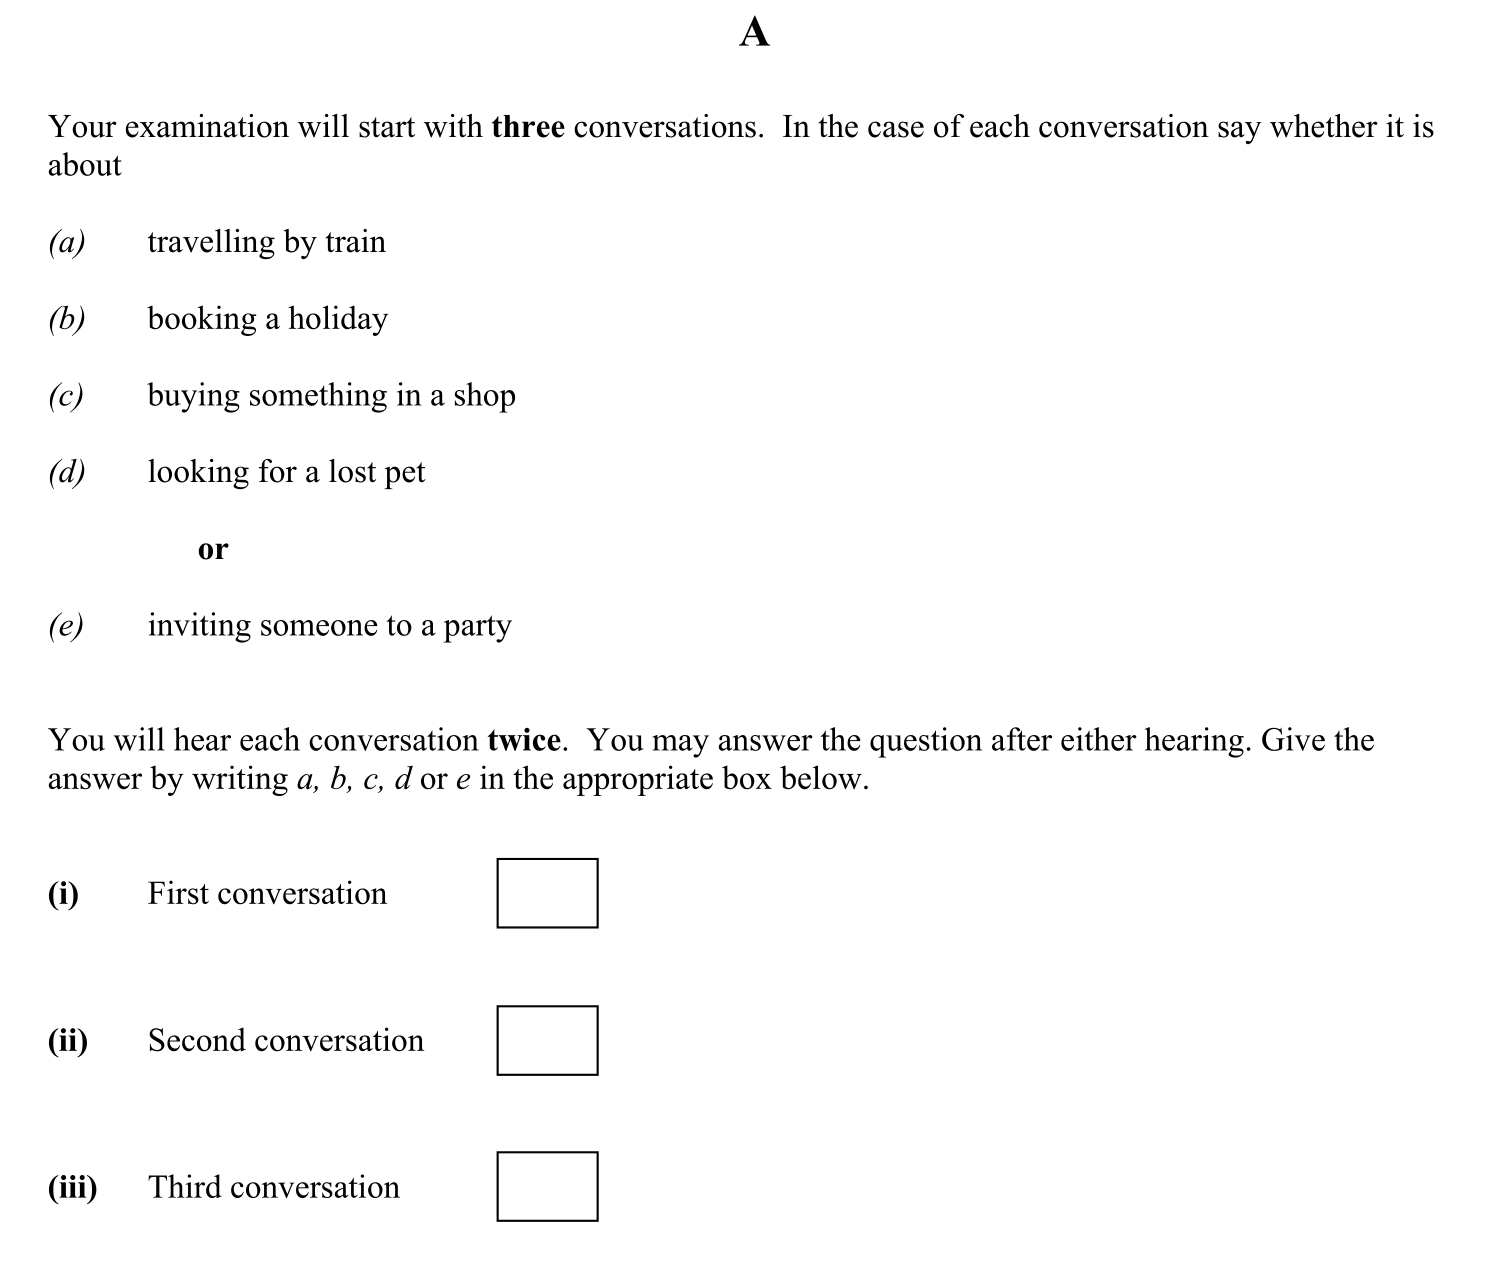 A
Your examination will start with three conversations. In the case of each conversation say whether it is
about
(a) travelling by train
(b) booking a holiday
(c) buying something in a shop
(d) looking for a lost pet
or
(e) inviting someone to a party
You will hear each conversation twice. You may answer the question after either hearing. Give the
answer by writing a, b, c, d or e in the appropriate box below.
(i) First conversation
(ii) Second conversation
(iii) Third conversation